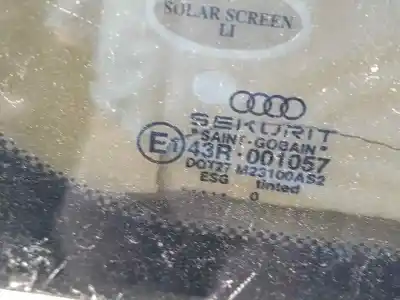 SOLAR SCREEN
LI
SEKURIT
• SAINT-GOBAIN •
E1
43R-001057
DOT27 M23100AS2
ESG tinted
0